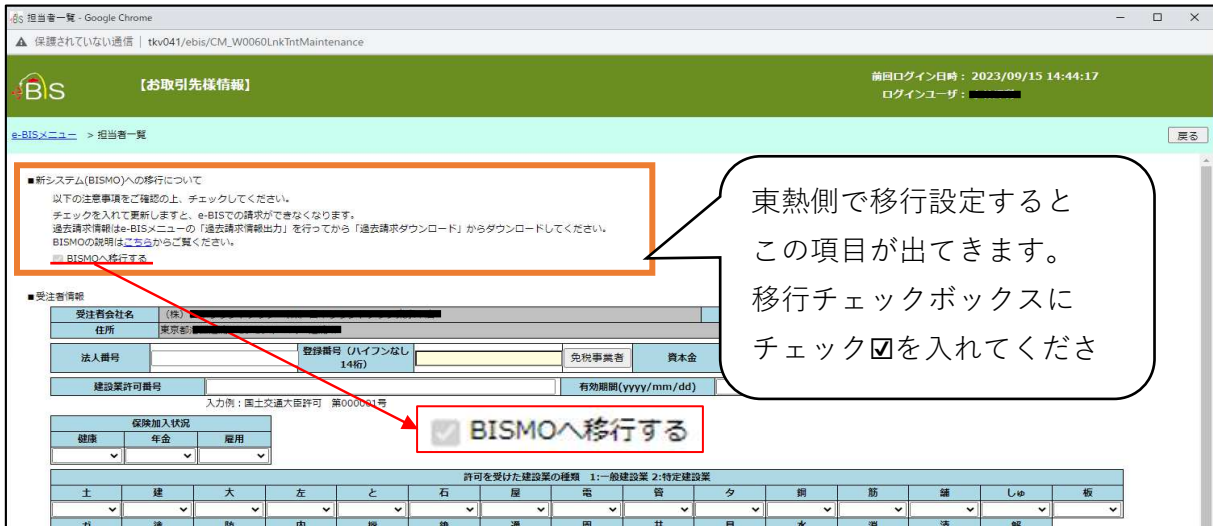 担当者一覧 - Google Chrome
保護されていない通信 | tkv041/ebis/CM_W0060LnkTntMaintenance
eBIS
【お取引先様情報】
前回ログイン日時： 2023/09/15 14:44:17
ログインユーザ：
e-BISメニュー > 担当者一覧
戻る
■新システム(BISMO)への移行について
以下の注意事項をご確認の上、チェックしてください。
チェックを入れて更新しますと、e-BISでの請求ができなくなります。
過去請求情報はe-BISメニューの「過去請求情報出力」を行ってから「過去請求ダウンロード」からダウンロードしてください。
BISMOの説明はこちらからご覧ください。
BISMOへ移行する
東熱側で移行設定すると
この項目が出てきます。
移行チェックボックスに
チェック☑を入れてくださ
■受注者情報
受注者会社名 （株）
住所 東京都
法人番号 登録番号（ハイフンなし14桁） 免税事業者 資本金
建設業許可番号 有効期間(yyyy/mm/dd)
入力例：国土交通大臣許可 第000001号
BISMOへ移行する
保険加入状況
健康 年金 雇用
許可を受けた建設業の種類 1:一般建設業 2:特定建設業
土 建 大 左 と 石 屋 電 管 タ 鋼 筋 舗 しゅ 板